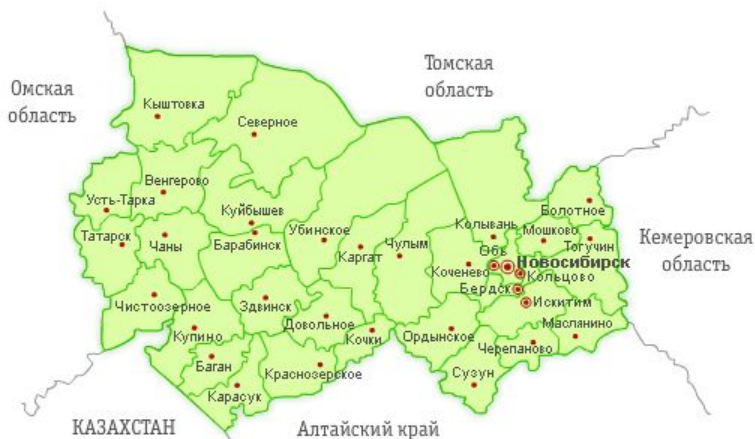 Омская
область
Томская
область
Кыштовка
Северное
Венгерово
Усть-Тарка
Куйбышев
Татарск
Чаны
Барабинск
Убинское
Каргат
Чулым
Колывань
Болотное
Мошково
Тогучин
Обь
Новосибирск
Коченево
Кольцово
Бердск
Искитим
Кемеровская
область
Чистоозерное
Здвинск
Довольное
Купино
Кочки
Ордынское
Маслянино
Черепаново
Баган
Краснозерское
Сузун
Карасук
КАЗАХСТАН
Алтайский край